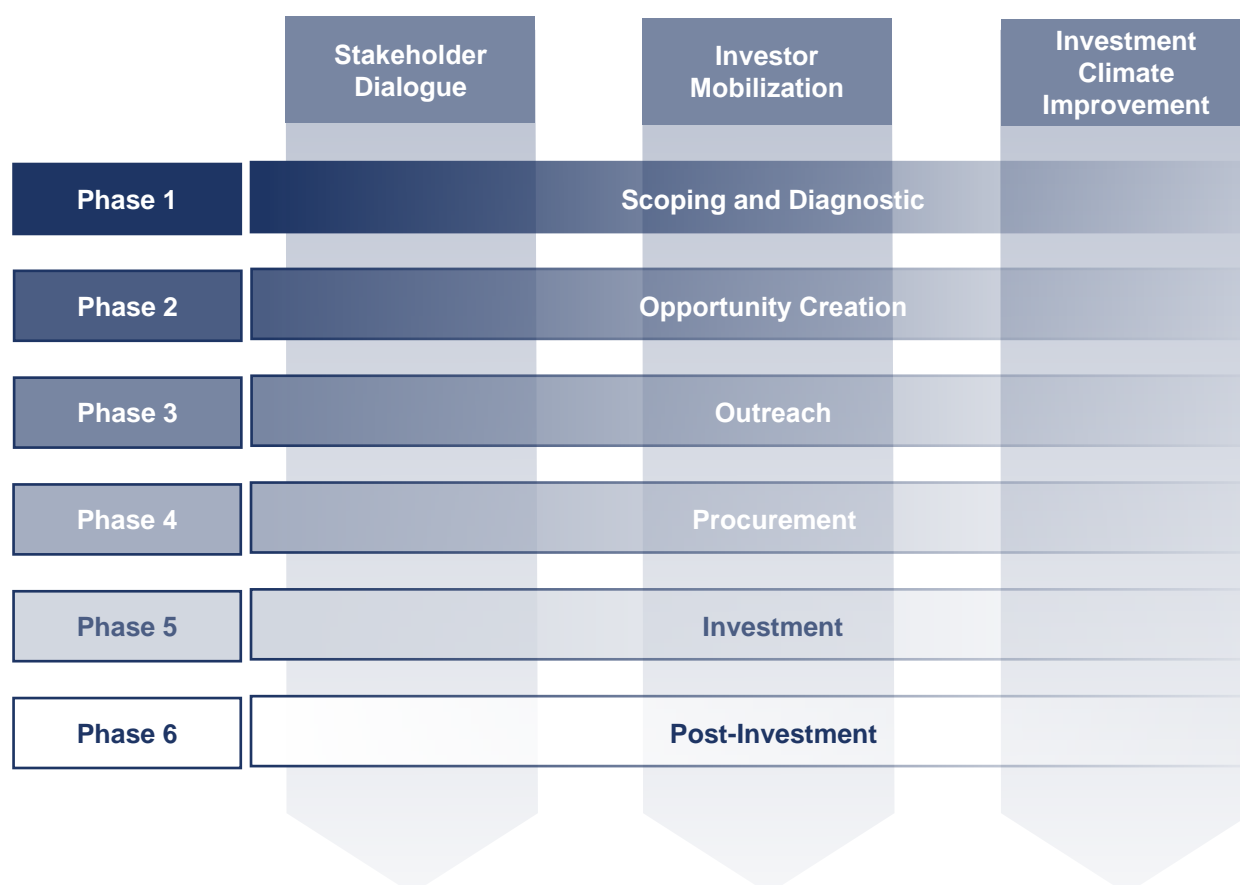 Stakeholder
Dialogue
Investor
Mobilization
Investment
Climate
Improvement
Phase 1
Scoping and Diagnostic
Phase 2
Opportunity Creation
Phase 3
Outreach
Phase 4
Procurement
Phase 5
Investment
Phase 6
Post-Investment